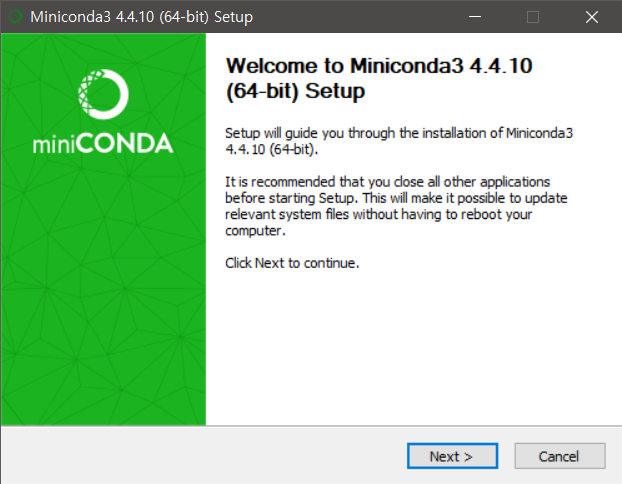 Miniconda3 4.4.10 (64-bit) Setup
miniCONDA
Welcome to Miniconda3 4.4.10
(64-bit) Setup
Setup will guide you through the installation of Miniconda3
4.4.10 (64-bit).
It is recommended that you close all other applications
before starting Setup. This will make it possible to update
relevant system files without having to reboot your
computer.
Click Next to continue.
Next >
Cancel